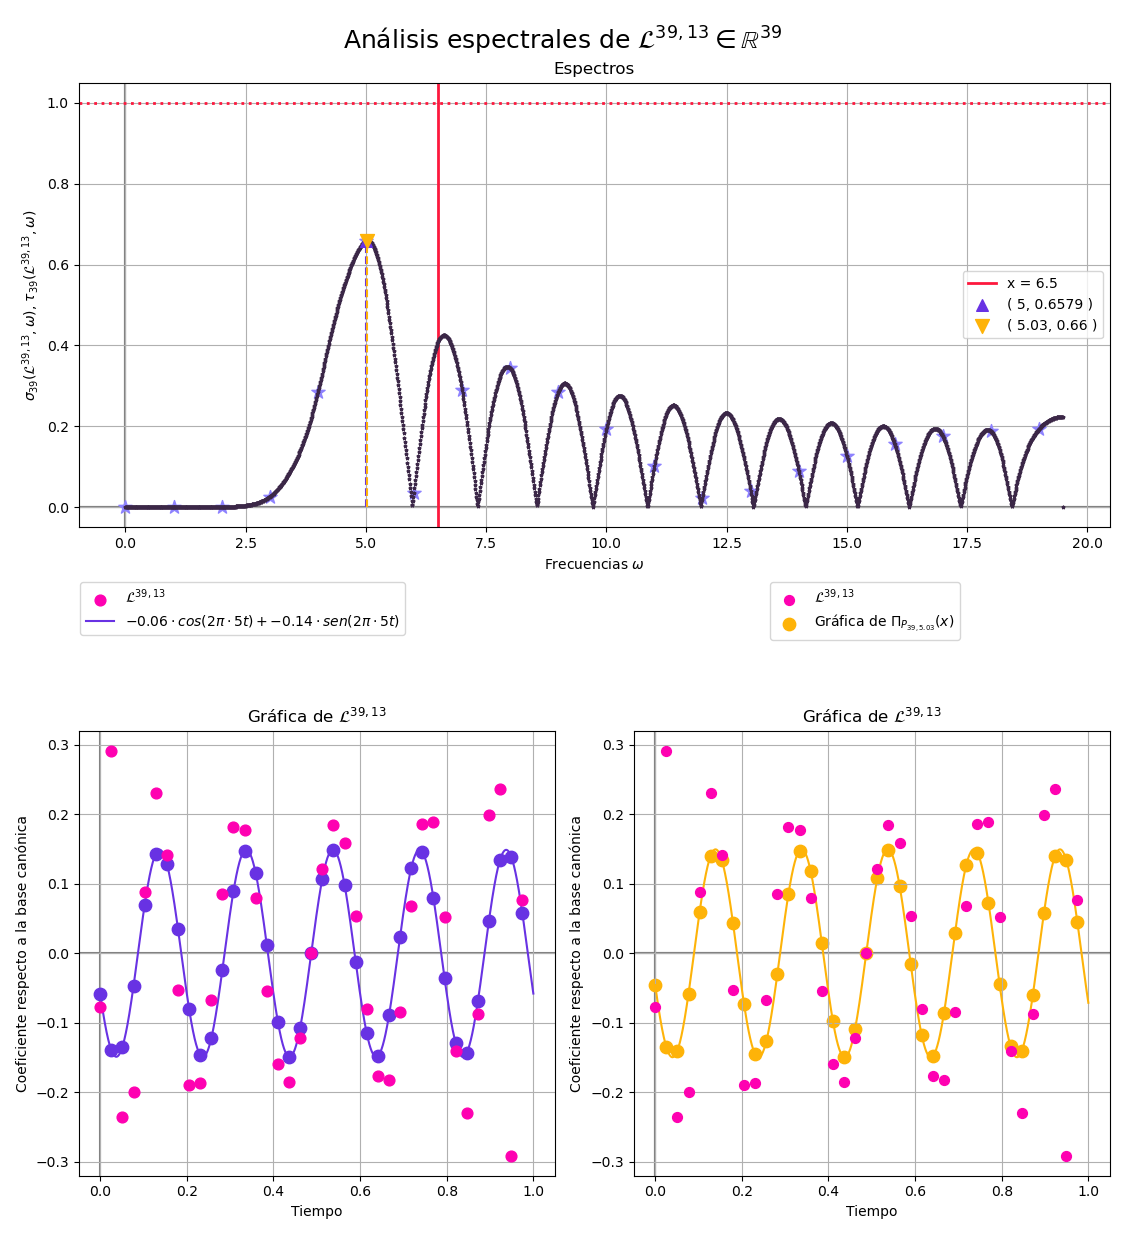 Análisis espectrales de $\mathcal{L}^{39,13} \in \mathbb{R}^{39}$
Espectros
$\sigma_{39}(\mathcal{L}^{39,13}, \omega), \tau_{39}(\mathcal{L}^{39,13}, \omega)$
1.0
0.8
0.6
0.4
0.2
0.0
x = 6.5
( 5, 0.6579 )
( 5.03, 0.66 )
0.0 2.5 5.0 7.5 10.0 12.5 15.0 17.5 20.0
Frecuencias ω
$\mathcal{L}^{39,13}$
$-0.06 \cdot cos(2\pi \cdot 5t) + -0.14 \cdot sen(2\pi \cdot 5t)$
$\mathcal{L}^{39,13}$
Gráfica de $\Pi_{P_{39,5.03}}(x)$
Gráfica de $\mathcal{L}^{39,13}$
Coeficiente respecto a la base canónica
0.3
0.2
0.1
0.0
−0.1
−0.2
−0.3
0.0 0.2 0.4 0.6 0.8 1.0
Tiempo
Gráfica de $\mathcal{L}^{39,13}$
Coeficiente respecto a la base canónica
0.3
0.2
0.1
0.0
−0.1
−0.2
−0.3
0.0 0.2 0.4 0.6 0.8 1.0
Tiempo